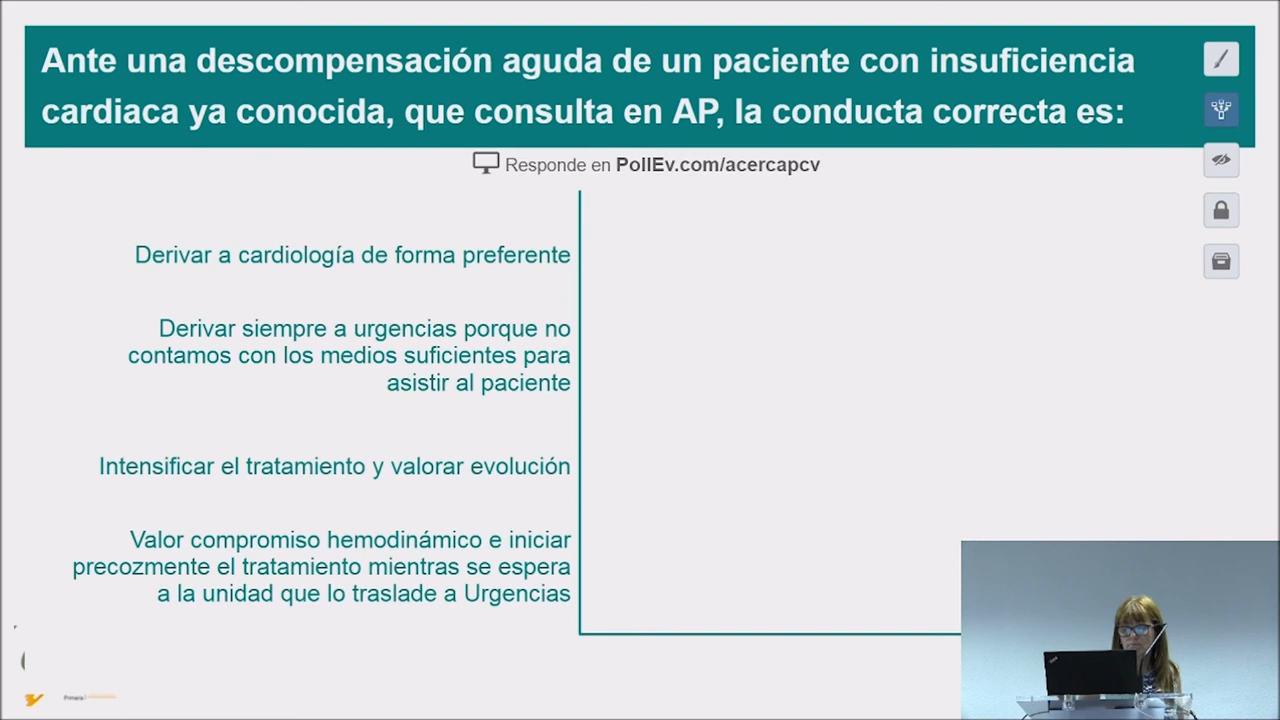 Ante una descompensación aguda de un paciente con insuficiencia
cardiaca ya conocida, que consulta en AP, la conducta correcta es:
Responde en PollEv.com/acercapcv
Derivar a cardiología de forma preferente
Derivar siempre a urgencias porque no
contamos con los medios suficientes para
asistir al paciente
Intensificar el tratamiento y valorar evolución
Valor compromiso hemodinámico e iniciar
precozmente el tratamiento mientras se espera
a la unidad que lo traslade a Urgencias